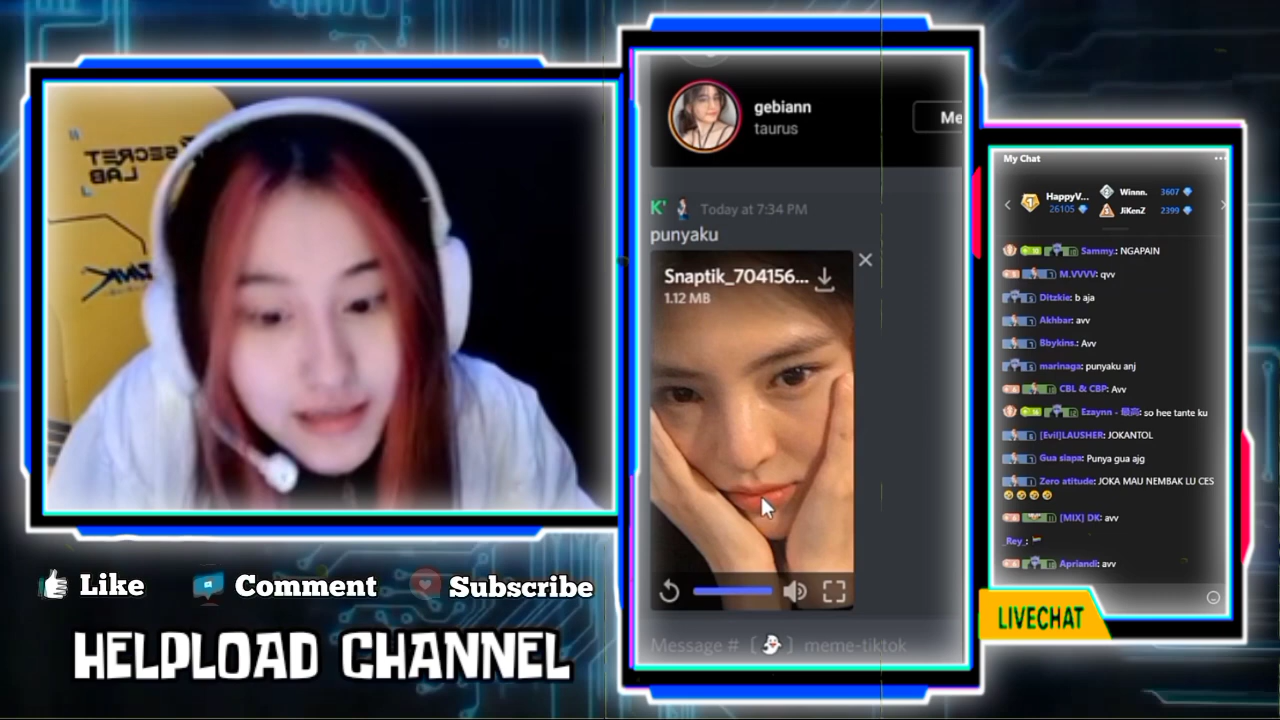 SECRET
LAB
gebiann
taurus
Me
K' Today at 7:34 PM
punyaku
Snaptik_704156...
1.12 MB
Message # [ ] meme-tiktok
My Chat
HappyV...
26105
Winnn. 3607
JiKenZ 2399
Sammy.: NGAPAIN
M.VVVV: qvv
Ditzkie: b aja
Akhbar: avv
Bbykins.: Avv
marinaga: punyaku anj
CBL & CBP: Avv
Ezaynn - 最高: so hee tante ku
[Evil]LAUSHER: JOKANTOL
Gua siapa: Punya gua ajg
Zero atitude: JOKA MAU NEMBAK LU CES
🤣🤣🤣🤣
[MIX] DK: avv
_Rey_:
Apriandi: avv
LIVECHAT
Like Comment Subscribe
HELPLOAD CHANNEL